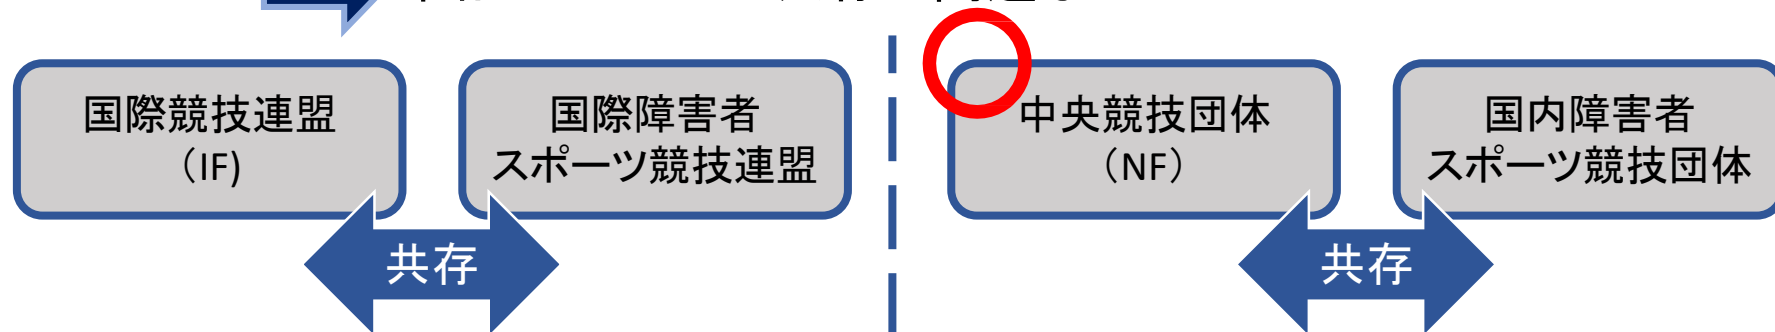 国際競技連盟
（IF)
国際障害者
スポーツ競技連盟
中央競技団体
（NF）
国内障害者
スポーツ競技団体
共存
共存